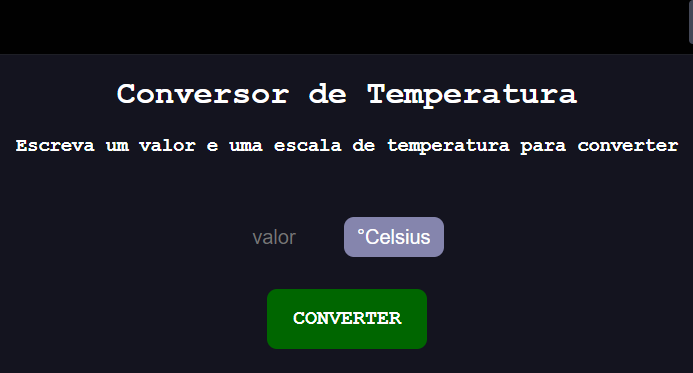 Conversor de Temperatura
Escreva um valor e uma escala de temperatura para converter
valor °Celsius
CONVERTER